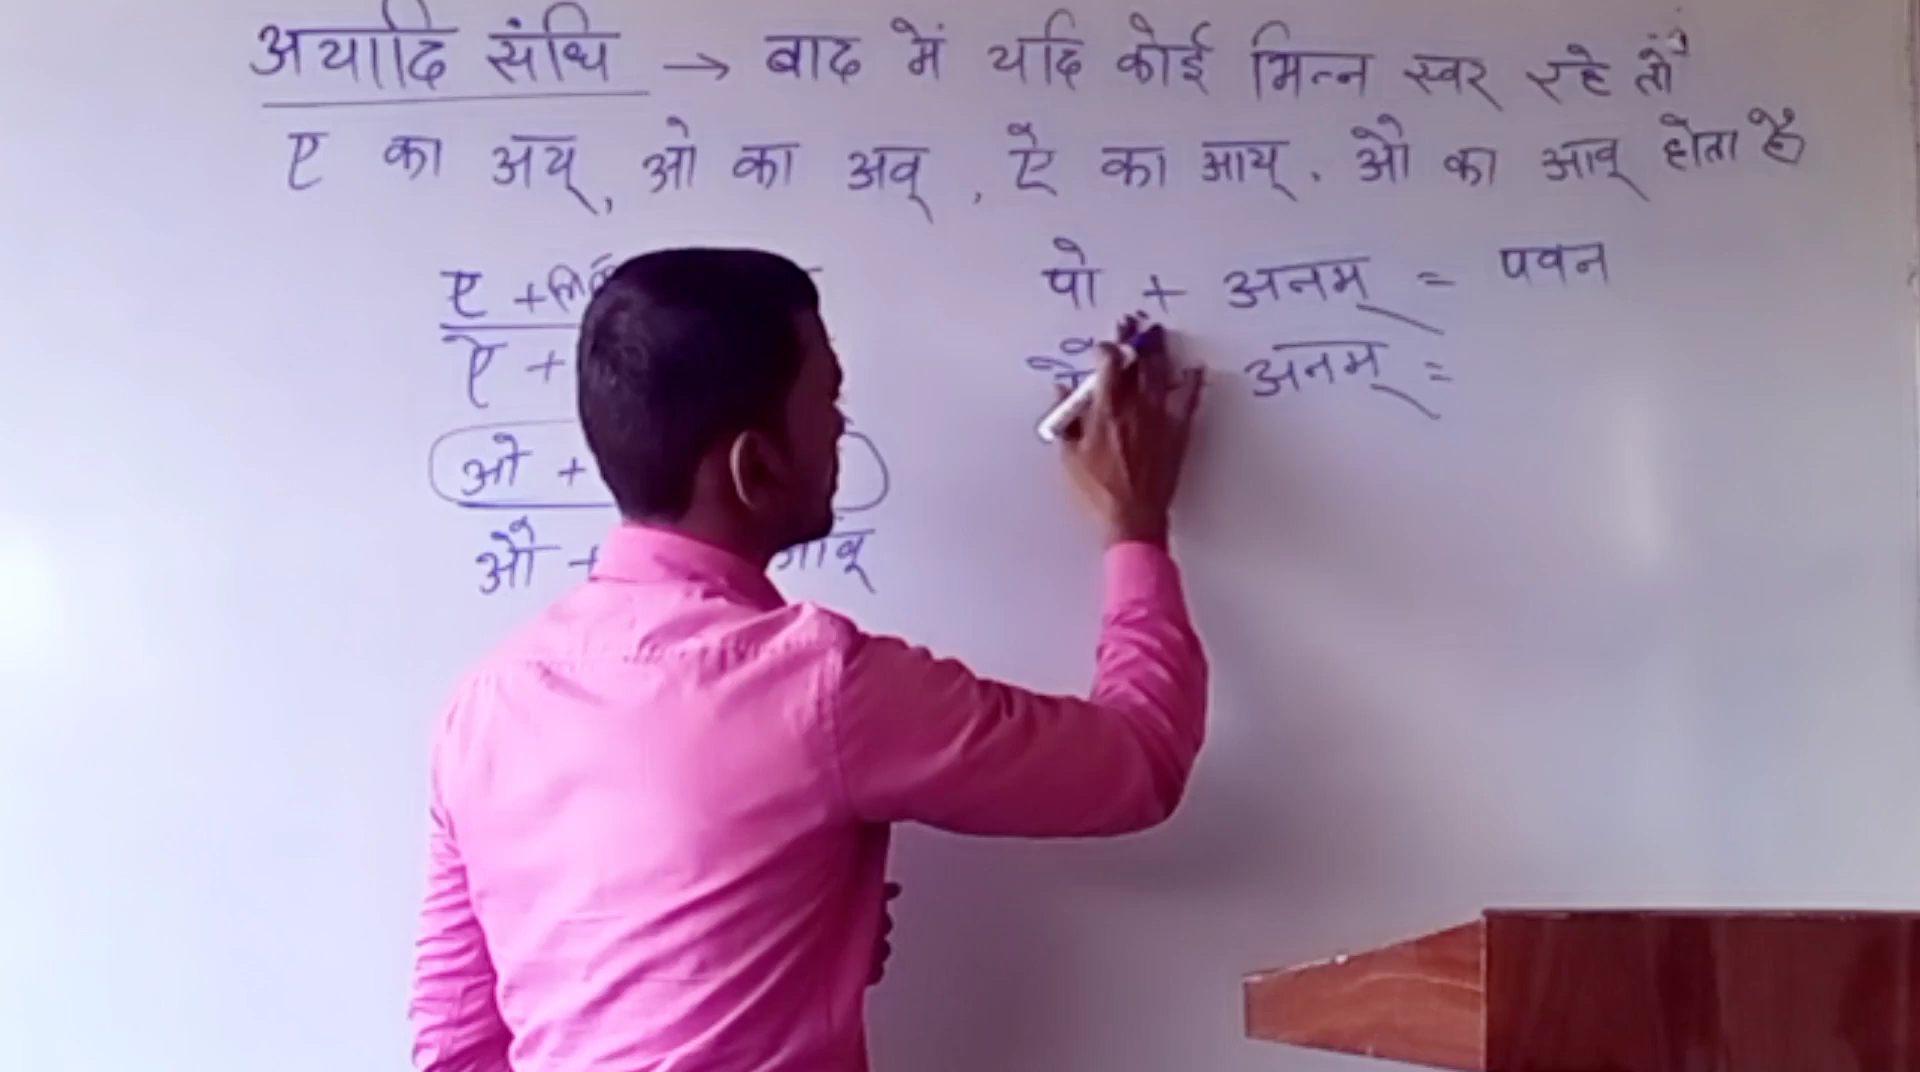 अयादि संधि → बाद में यदि कोई भिन्न स्वर रहे तो
ए का अय्, ओ का अव्, ऐ का आय्. औ का आव् होता है
ए +
ऐ +
ओ +
औ +
पो + अनम् = पवन
अनम् =